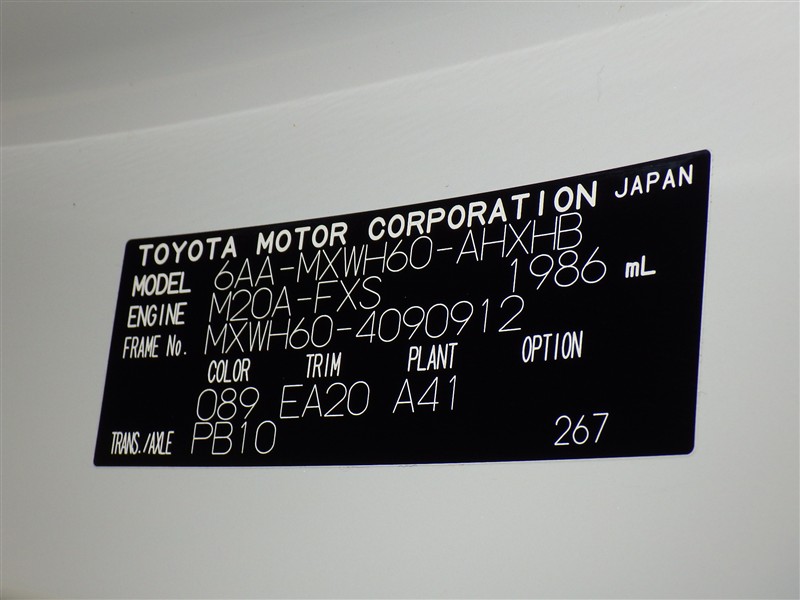 TOYOTA MOTOR CORPORATION JAPAN
MODEL 6AA-MXWH60-AHXHB
ENGINE M20A-FXS 1986 mL
FRAME No. MXWH60-4090912
COLOR TRIM PLANT OPTION
089 EA20 A41
TRANS./AXLE PB10 267